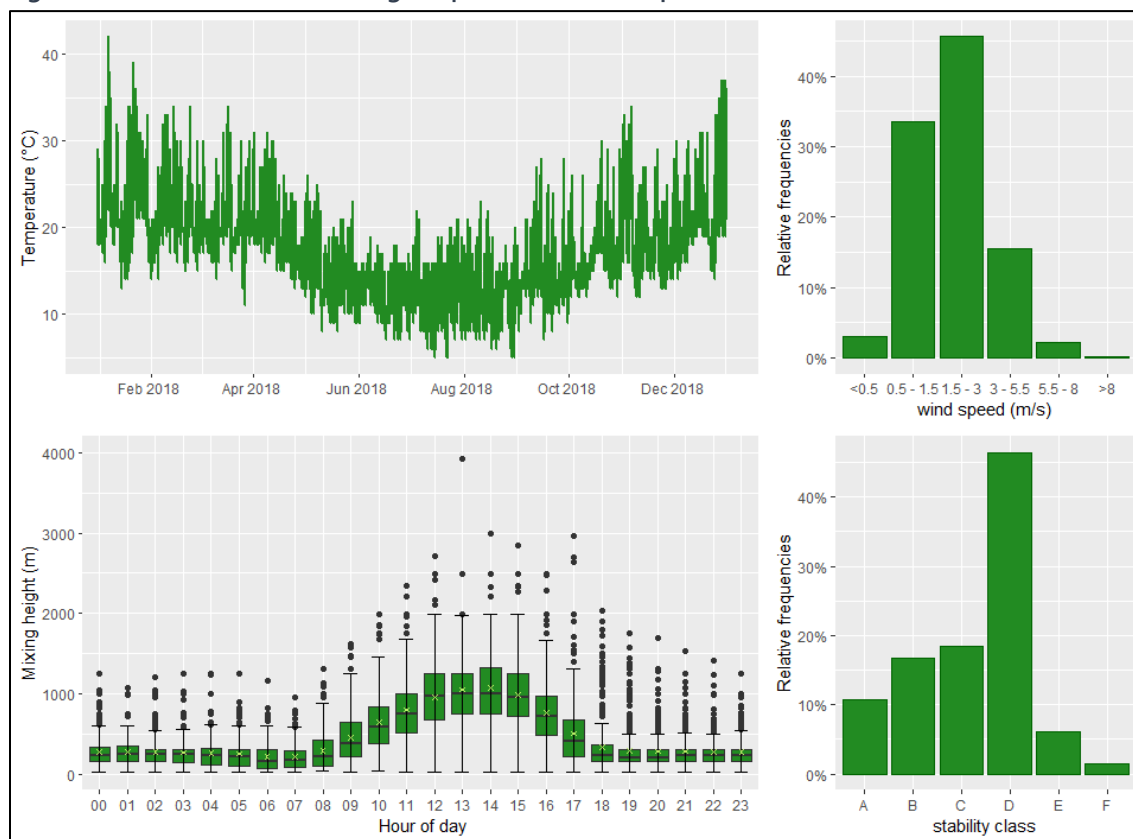 Temperature (°C)
40
30
20
10
Feb 2018 Apr 2018 Jun 2018 Aug 2018 Oct 2018 Dec 2018
Relative frequencies
40%
30%
20%
10%
0%
<0.5 0.5 - 1.5 1.5 - 3 3 - 5.5 5.5 - 8 >8
wind speed (m/s)
Mixing height (m)
4000
3000
2000
1000
0
00 01 02 03 04 05 06 07 08 09 10 11 12 13 14 15 16 17 18 19 20 21 22 23
Hour of day
Relative frequencies
40%
30%
20%
10%
0%
A B C D E F
stability class